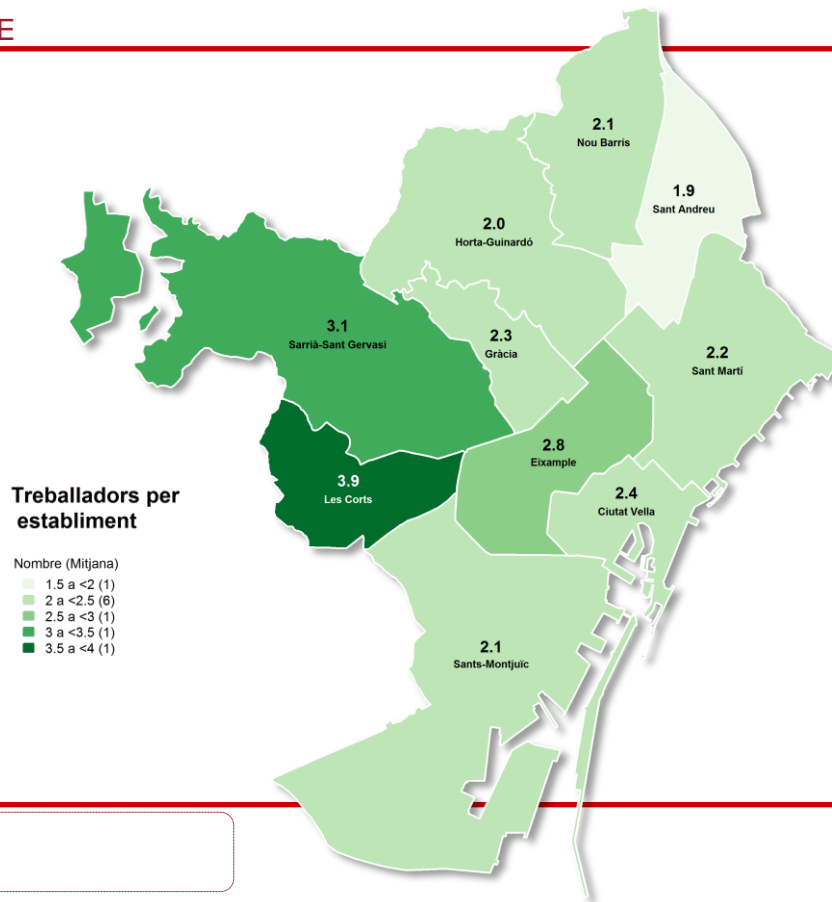 E
2.1
Nou Barris
1.9
Sant Andreu
2.0
Horta-Guinardó
3.1
Sarrià-Sant Gervasi
2.3
Gràcia
2.2
Sant Martí
2.8
Eixample
3.9
Les Corts
2.4
Ciutat Vella
Treballadors per
establiment
Nombre (Mitjana)
1.5 a <2 (1)
2 a <2.5 (6)
2.5 a <3 (1)
3 a <3.5 (1)
3.5 a <4 (1)
2.1
Sants-Montjuïc